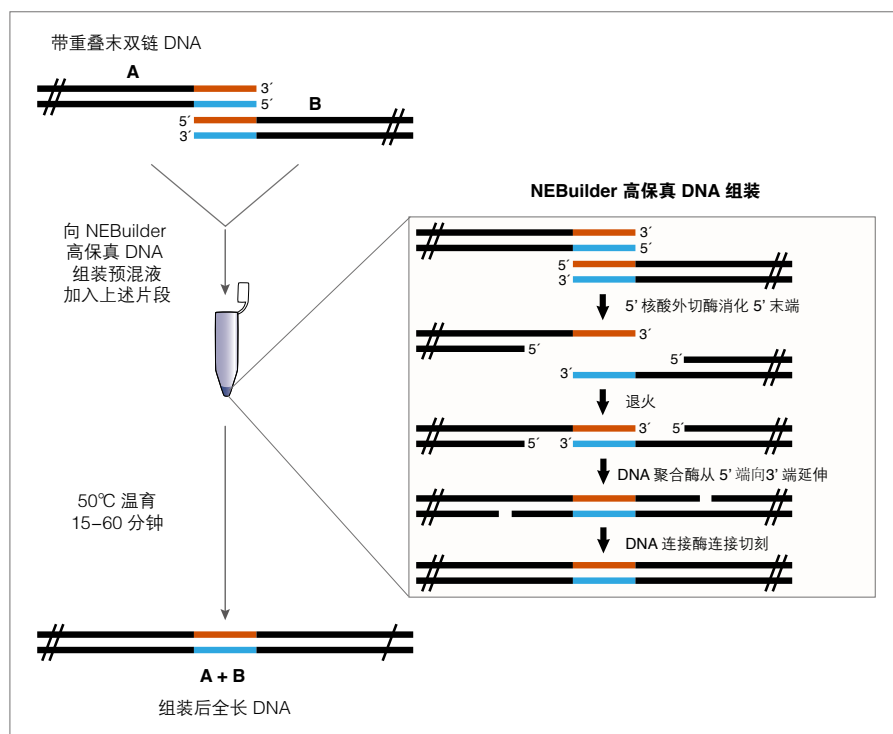 带重叠末双链 DNA
A
3´
5´
B
5´
3´
向 NEBuilder
高保真 DNA
组装预混液
加入上述片段
50℃ 温育
15–60 分钟
A + B
组装后全长 DNA
NEBuilder 高保真 DNA 组装
3´
5´
5´
3´
5’ 核酸外切酶消化 5’ 末端
3´
5´
5´
3´
退火
3´ 5´
5´ 3´
DNA 聚合酶从 5’ 端向3’ 端延伸
DNA 连接酶连接切刻